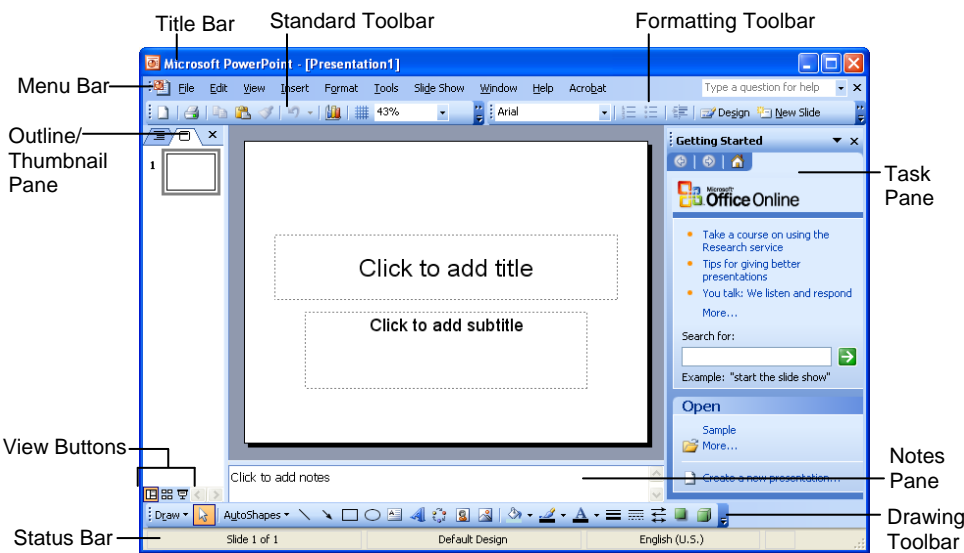 Title Bar
Standard Toolbar
Formatting Toolbar
Menu Bar
Outline/
Thumbnail
Pane
Task
Pane
View Buttons
Notes
Pane
Status Bar
Drawing
Toolbar
Microsoft PowerPoint - [Presentation1]
File Edit View Insert Format Tools Slide Show Window Help Acrobat
Type a question for help
43%
Arial
Design
New Slide
1
Click to add title
Click to add subtitle
Getting Started
Microsoft
Office Online
Take a course on using the
Research service
Tips for giving better
presentations
You talk: We listen and respond
More...
Search for:
Example: "start the slide show"
Open
Sample
More...
Create a new presentation...
Click to add notes
Draw
AutoShapes
A
Slide 1 of 1
Default Design
English (U.S.)